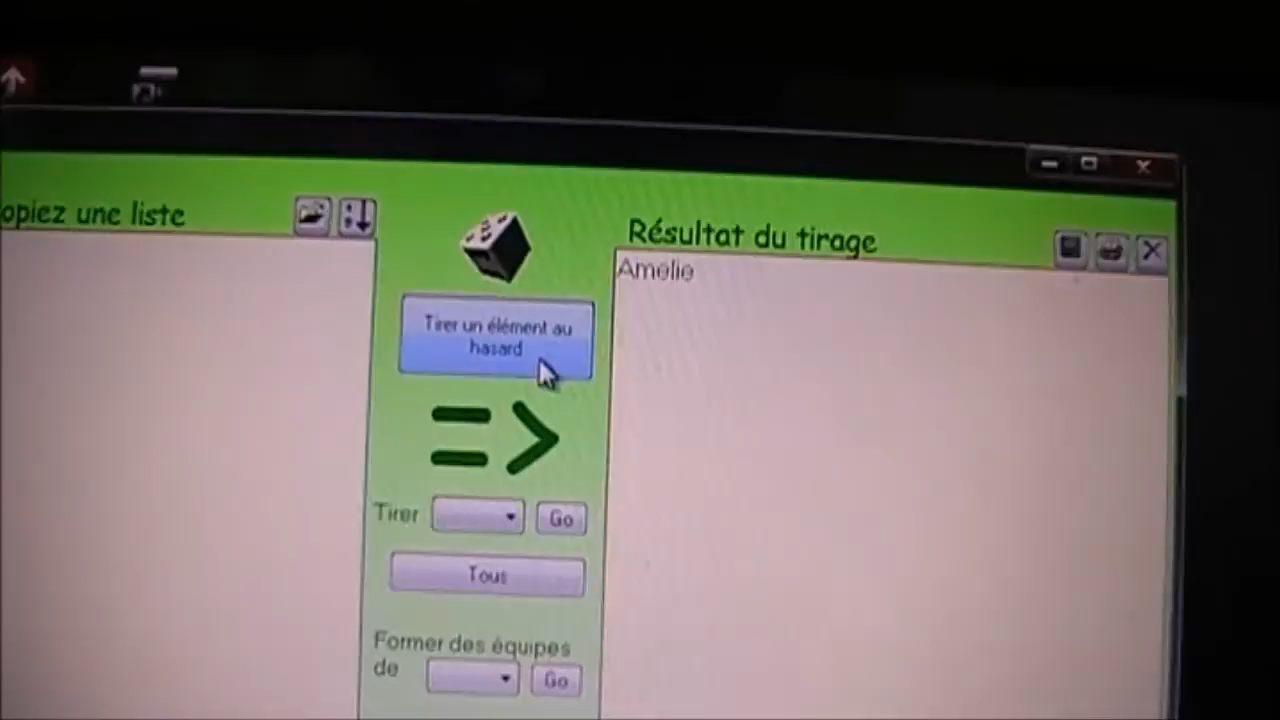 opiez une liste
Résultat du tirage
Amelie
Tirer un élément au
hasard
Tirer
Go
Tous
Former des équipes
de
Go